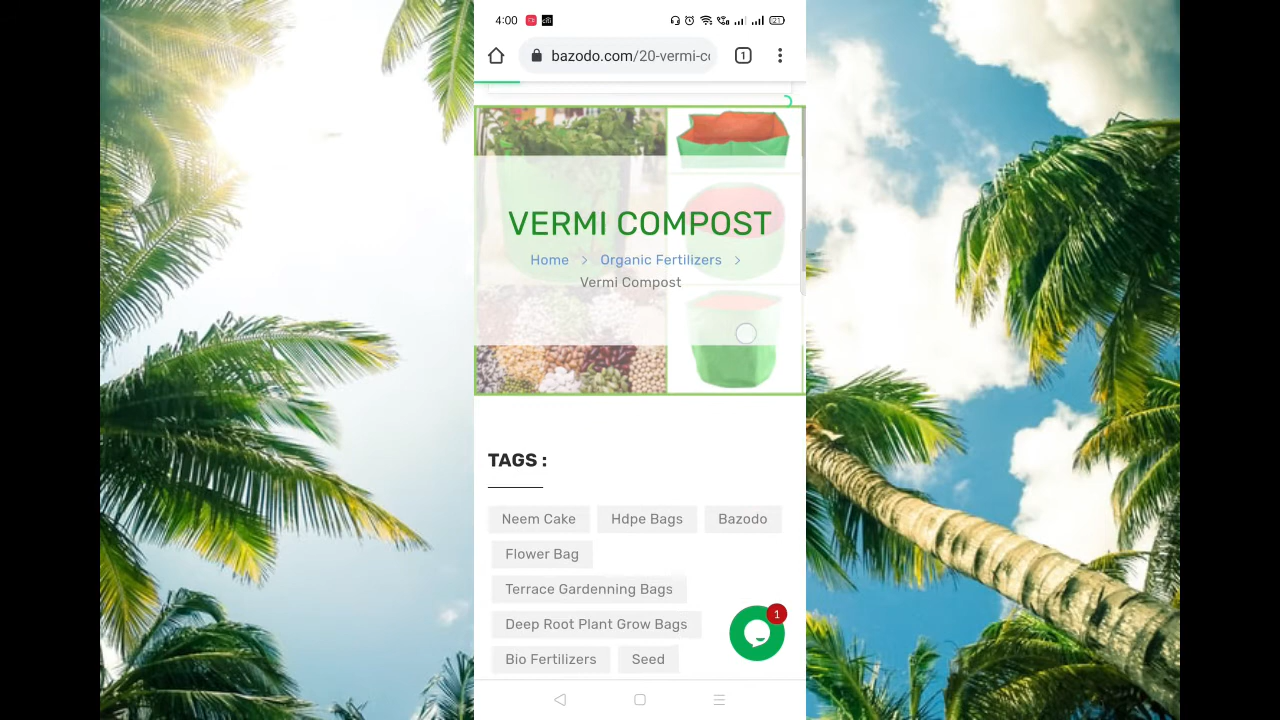 4:00
21
bazodo.com/20-vermi-c
1
VERMI COMPOST
Home > Organic Fertilizers >
Vermi Compost
TAGS :
Neem Cake Hdpe Bags Bazodo
Flower Bag
Terrace Gardenning Bags
Deep Root Plant Grow Bags
1
Bio Fertilizers Seed